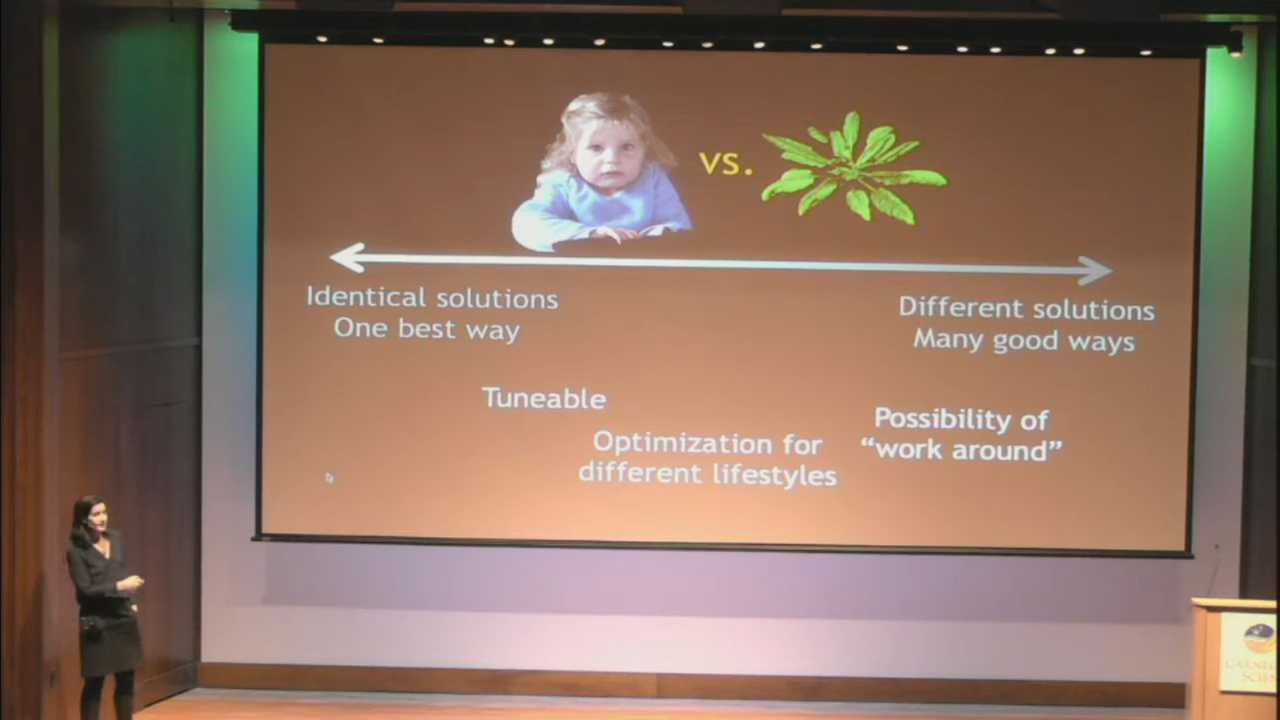 vs.
Identical solutions
One best way
Different solutions
Many good ways
Tuneable
Optimization for
different lifestyles
Possibility of
“work around”